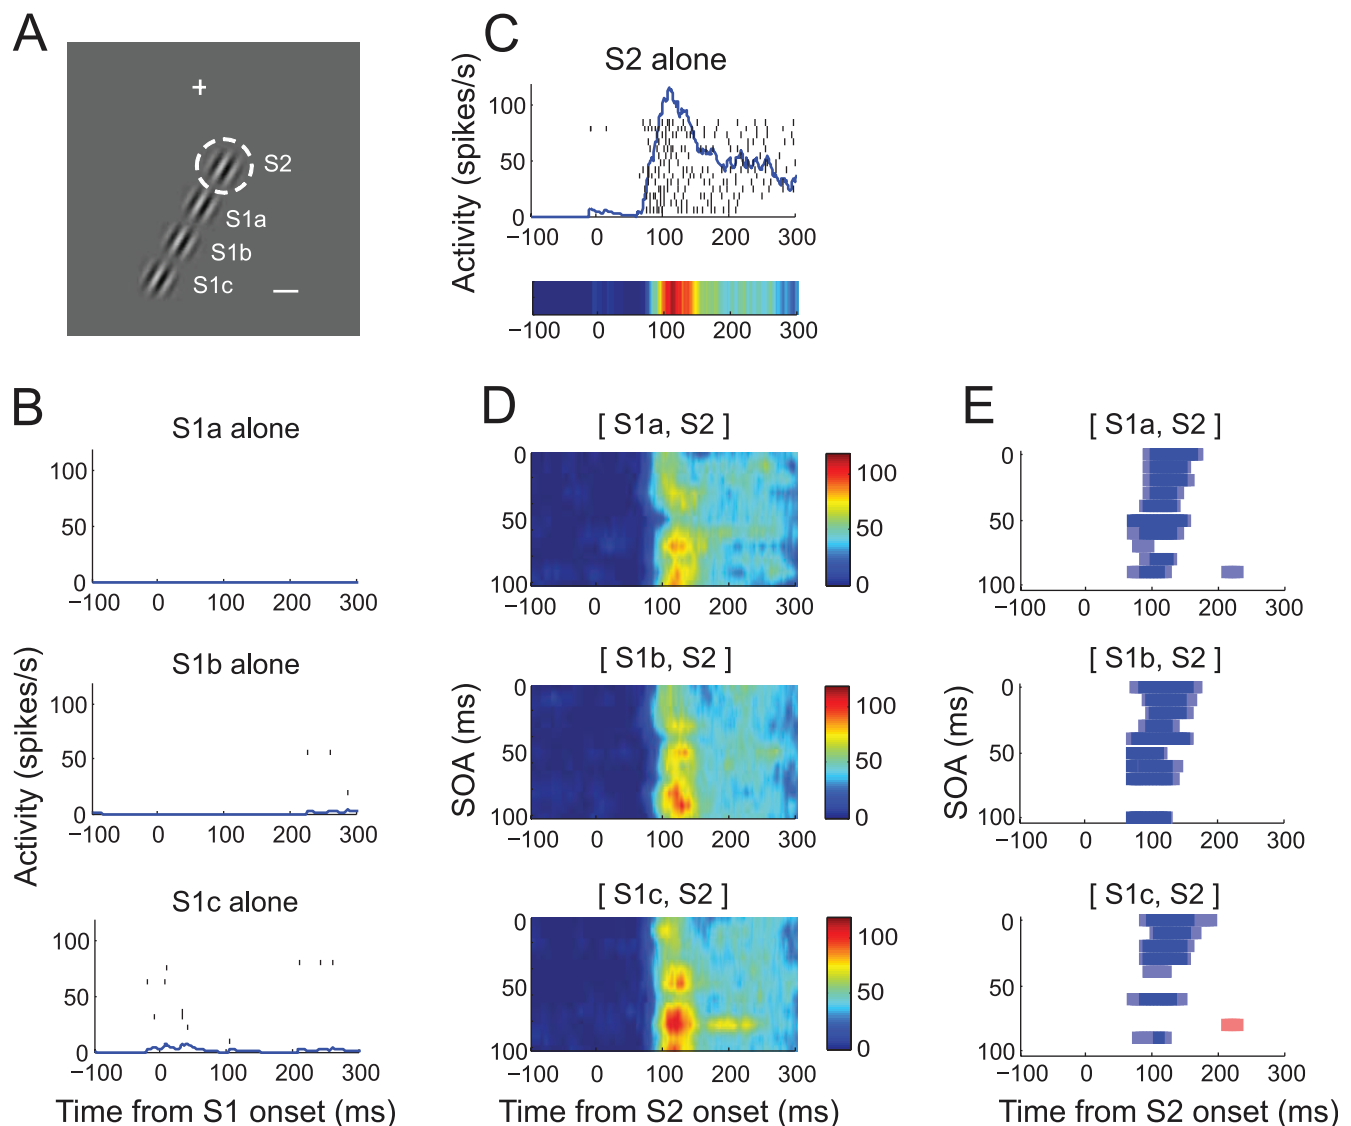 A
S2
S1a
S1b
S1c
C
S2 alone
Activity (spikes/s)
100
50
0
−100 0 100 200 300
−100 0 100 200 300
B
S1a alone
100
50
0
−100 0 100 200 300
S1b alone
100
50
0
−100 0 100 200 300
S1c alone
100
50
0
−100 0 100 200 300
Activity (spikes/s)
Time from S1 onset (ms)
D
[ S1a, S2 ]
0
50
100
−100 0 100 200 300
100
50
0
[ S1b, S2 ]
0
50
100
−100 0 100 200 300
100
50
0
SOA (ms)
[ S1c, S2 ]
0
50
100
−100 0 100 200 300
100
50
0
Time from S2 onset (ms)
E
[ S1a, S2 ]
0
50
100
−100 0 100 200 300
[ S1b, S2 ]
0
50
100
−100 0 100 200 300
SOA (ms)
[ S1c, S2 ]
0
50
100
−100 0 100 200 300
Time from S2 onset (ms)